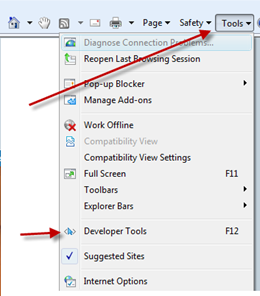 Page Safety Tools
Diagnose Connection Problems...
Reopen Last Browsing Session
Pop-up Blocker
Manage Add-ons
Work Offline
Compatibility View
Compatibility View Settings
Full Screen F11
Toolbars
Explorer Bars
Developer Tools F12
Suggested Sites
Internet Options